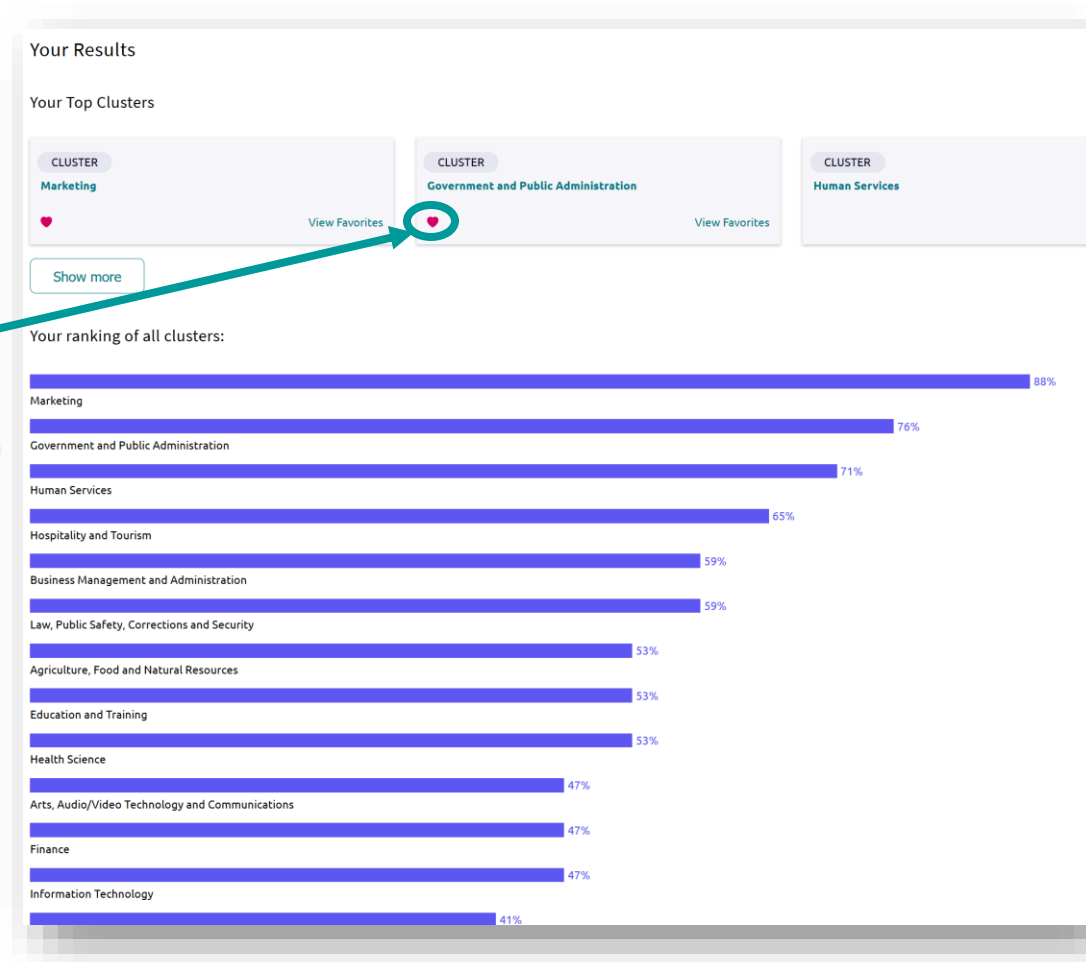 Your Results
Your Top Clusters
CLUSTER
Marketing
View Favorites
CLUSTER
Government and Public Administration
View Favorites
CLUSTER
Human Services
Show more
Your ranking of all clusters:
88%
Marketing
76%
Government and Public Administration
71%
Human Services
65%
Hospitality and Tourism
59%
Business Management and Administration
59%
Law, Public Safety, Corrections and Security
53%
Agriculture, Food and Natural Resources
53%
Education and Training
53%
Health Science
47%
Arts, Audio/Video Technology and Communications
47%
Finance
47%
Information Technology
41%